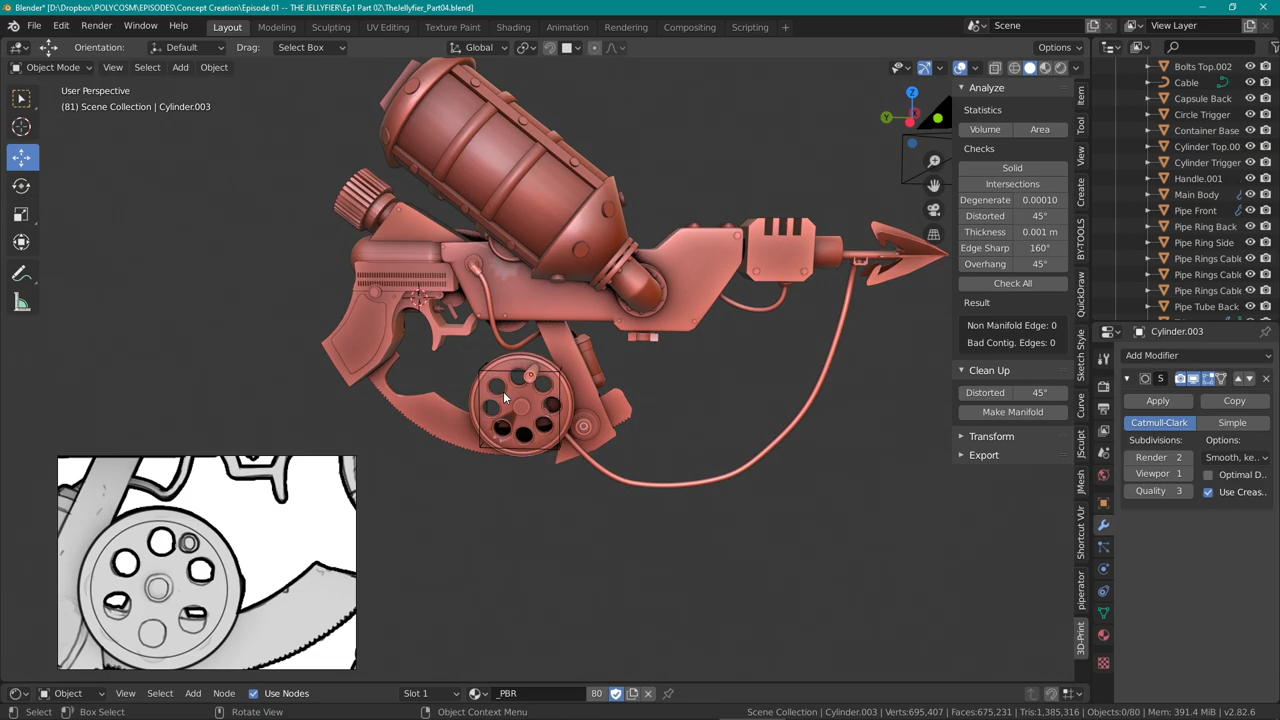 Blender* [D:\Dropbox\POLYCOSM\EPISODES\Concept Creation\Episode 01 -- THE JELLYFIER\Ep1 Part 02\TheJellyfier_Part04.blend]
File Edit Render Window Help Layout Modeling Sculpting UV Editing Texture Paint Shading Animation Rendering Compositing Scripting + Scene View Layer
Orientation: Default Drag: Select Box Global Options
Object Mode View Select Add Object
User Perspective
(81) Scene Collection | Cylinder.003
Z
Y
Analyze
Statistics
Volume Area
Checks
Solid
Intersections
Degenerate 0.00010
Distorted 45°
Thickness 0.001 m
Edge Sharp 160°
Overhang 45°
Check All
Result
Non Manifold Edge: 0
Bad Contig. Edges: 0
Clean Up
Distorted 45°
Make Manifold
Transform
Export
Item
Tool
View
Create
BY-TOOLS
QuickDraw
Sketch Style
Curve
JSculpt
JMesh
Shortcut VUr
piperator
3D-Print
Bolts Top.002
Cable
Capsule Back
Circle Trigger
Container Base
Cylinder Top.00
Cylinder Trigger
Handle.001
Main Body
Pipe Front
Pipe Ring Back
Pipe Ring Side
Pipe Rings Cable
Pipe Rings Cable
Pipe Rings Cable
Pipe Tube Back
Cylinder.003
Add Modifier
S
Apply Copy
Catmull-Clark Simple
Subdivisions: Options:
Render 2 Smooth, ke..
Viewport 1 Optimal D..
Quality 3 Use Creas..
Object View Select Add Node Use Nodes Slot 1 _PBR 80
Select Box Select Rotate View Object Context Menu Scene Collection | Cylinder.003 | Verts:695,407 | Faces:675,231 | Tris:1,385,316 | Objects:0/80 | Mem: 391.4 MiB | v2.82.6